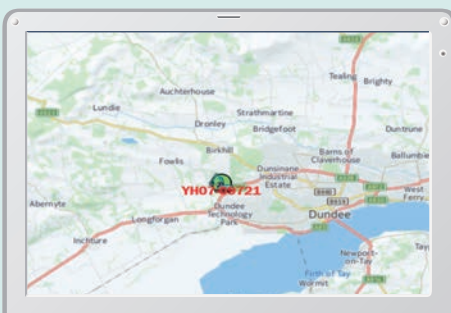 Tealing
Brighty
Auchterhouse
Lundie
Strathmartine
Dronley
Bridgefoot
Duntrune
Birkhill
Barns of
Claverhouse
Ballumbie
Fowlis
Dunsinane
Industrial
Estate
West
Ferry
Abernyte
Dundee
Technology
Park
Dundee
Longforgan
Inchture
Newport-
on-Tay
Firth of Tay
Wormit